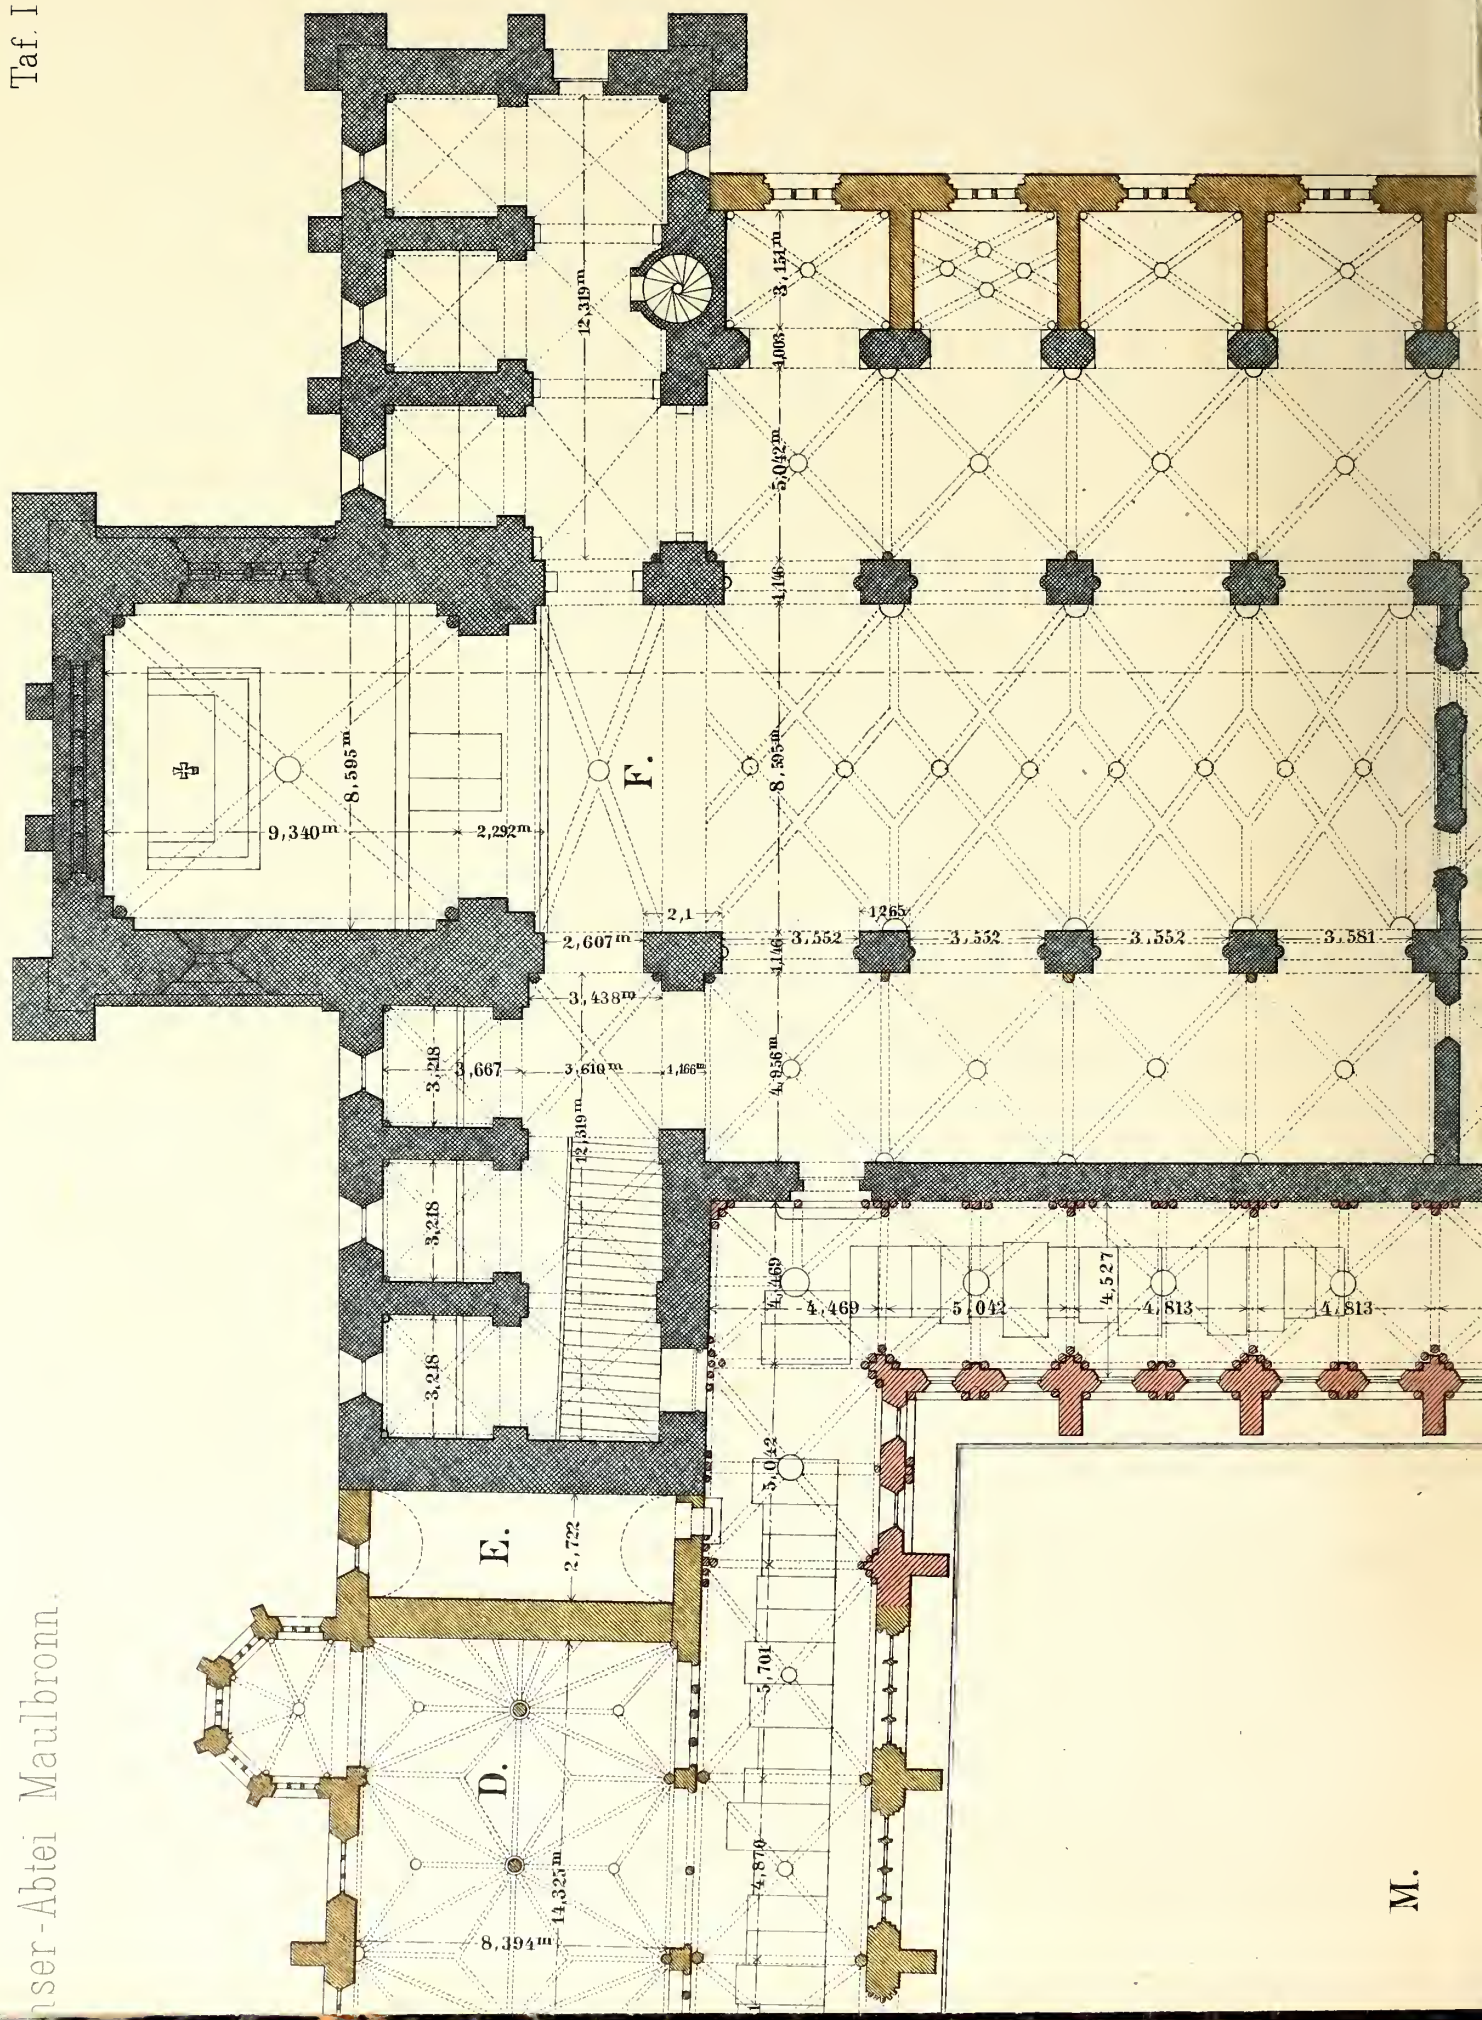 Taf. I
nser-Abtei Maulbronn.
12,319ᵐ
3,151ᵐ
1,003
5,042ᵐ
1,146
8,595ᵐ
9,340ᵐ
2,292ᵐ
F.
8,595ᵐ
2,1
1265
2,607ᵐ
1,146
3,552
3,552
3,552
3,581
3,438ᵐ
3,218
3,667
3,610ᵐ
1,166ᵐ
4,956ᵐ
12,319ᵐ
3,218
3,218
4,469
4,469
5,042
4,527
4,813
4,813
5,042
E.
2,722
5,701
D.
14,325ᵐ
8,394ᵐ
4,870
M.